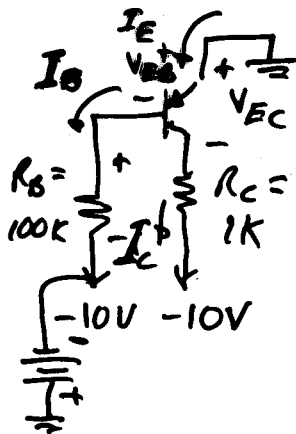 I_E
I_B V_EB +
- + V_EC
-
R_B = 100K
+
-
I_C
R_C = 1K
-10V -10V
-
+